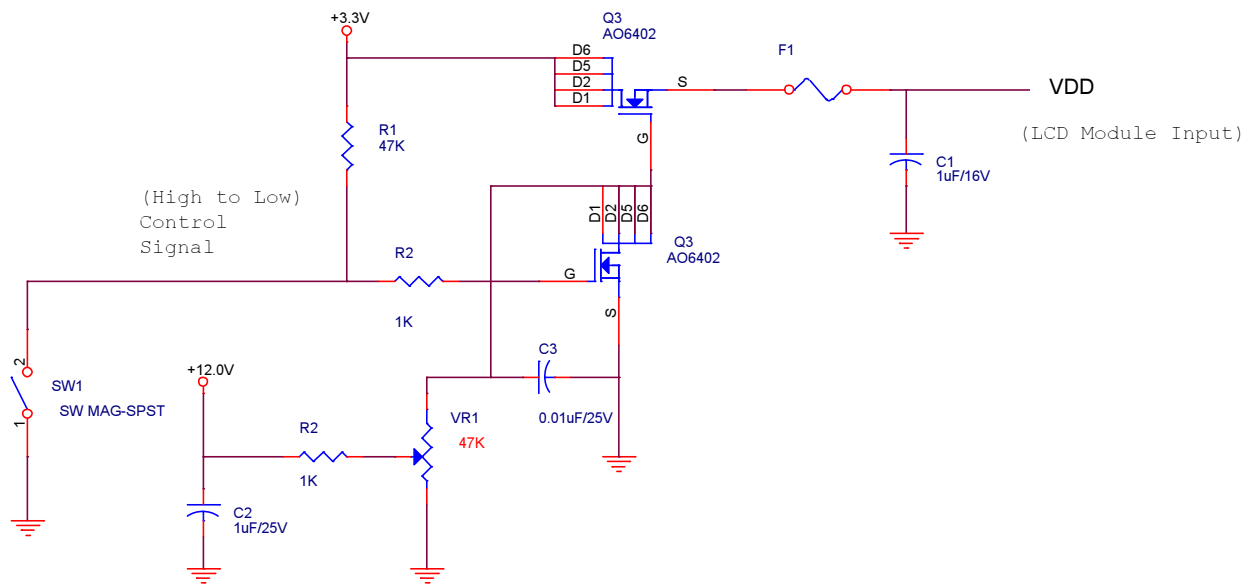 +3.3V
Q3
AO6402
D6
D5
D2
D1
S
G
F1
VDD
(LCD Module Input)
C1
1uF/16V
R1
47K
(High to Low)
Control
Signal
D1
D2
D5
D6
Q3
AO6402
G
S
R2
1K
C3
0.01uF/25V
2
1
SW1
SW MAG-SPST
+12.0V
R2
1K
VR1
47K
C2
1uF/25V